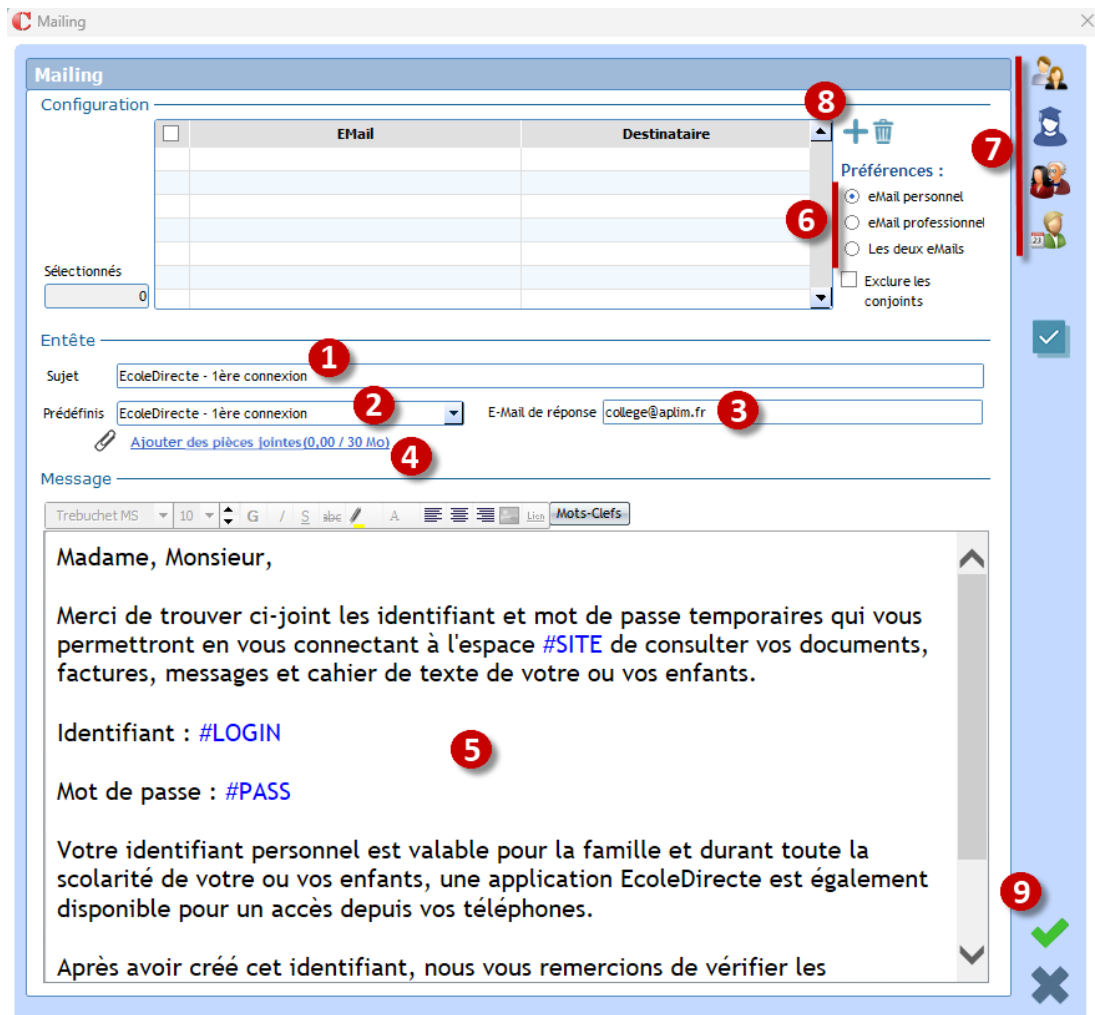 Mailing
Mailing
Configuration
8
EMail
Destinataire
7
Préférences :
eMail personnel
6
eMail professionnel
Les deux eMails
Sélectionnés
0
Exclure les
conjoints
23
Entête
1
Sujet
EcoleDirecte - 1ère connexion
Prédéfinis
EcoleDirecte - 1ère connexion
2
E-Mail de réponse
college@aplim.fr
3
Ajouter des pièces jointes(0,00 / 30 Mo)
4
Message
Trebuchet MS 10 G / S abc A Lien Mots-Clefs
Madame, Monsieur,
Merci de trouver ci-joint les identifiant et mot de passe temporaires qui vous
permettront en vous connectant à l'espace #SITE de consulter vos documents,
factures, messages et cahier de texte de votre ou vos enfants.
Identifiant : #LOGIN
5
Mot de passe : #PASS
Votre identifiant personnel est valable pour la famille et durant toute la
scolarité de votre ou vos enfants, une application EcoleDirecte est également
disponible pour un accès depuis vos téléphones.
9
Après avoir créé cet identifiant, nous vous remercions de vérifier les